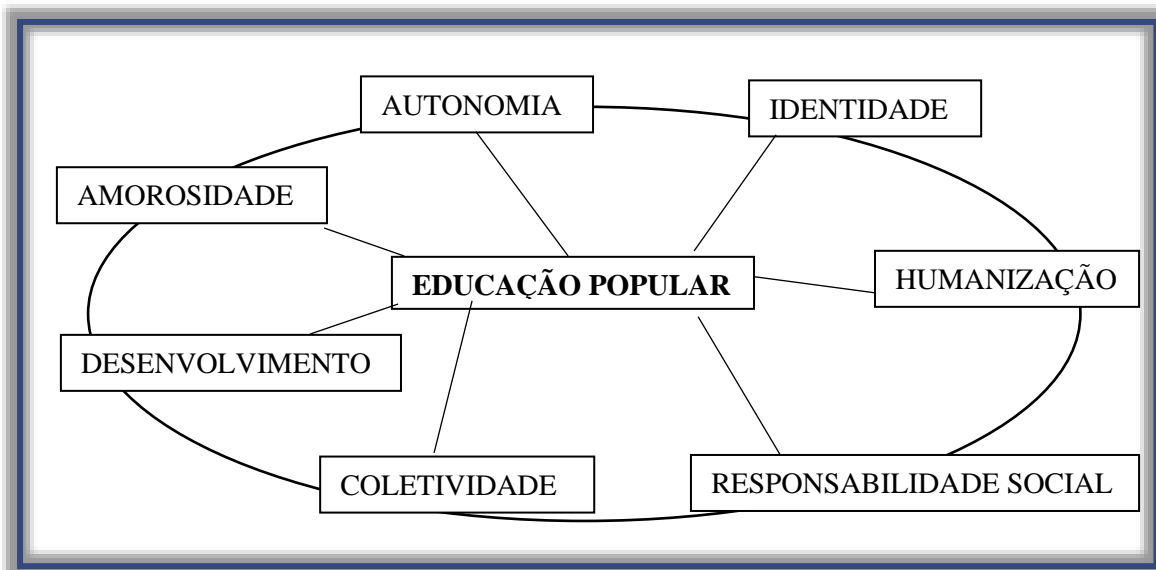 AUTONOMIA
IDENTIDADE
AMOROSIDADE
EDUCAÇÃO POPULAR
HUMANIZAÇÃO
DESENVOLVIMENTO
COLETIVIDADE
RESPONSABILIDADE SOCIAL